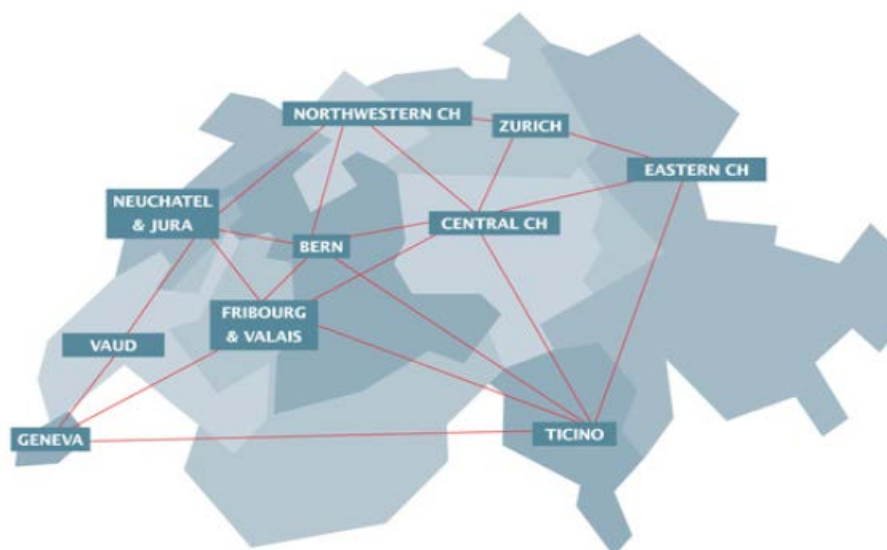 NORTHWESTERN CH
ZURICH
EASTERN CH
NEUCHATEL
& JURA
CENTRAL CH
BERN
FRIBOURG
& VALAIS
VAUD
GENEVA
TICINO